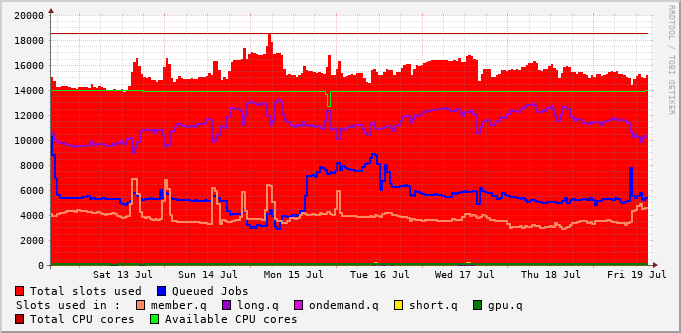 20000
18000
16000
14000
12000
10000
8000
6000
4000
2000
0
Sat 13 Jul Sun 14 Jul Mon 15 Jul Tue 16 Jul Wed 17 Jul Thu 18 Jul Fri 19 Jul
Total slots used Queued Jobs
Slots used in : member.q long.q ondemand.q short.q gpu.q
Total CPU cores Available CPU cores
RRDTOOL / TOBI OETIKER